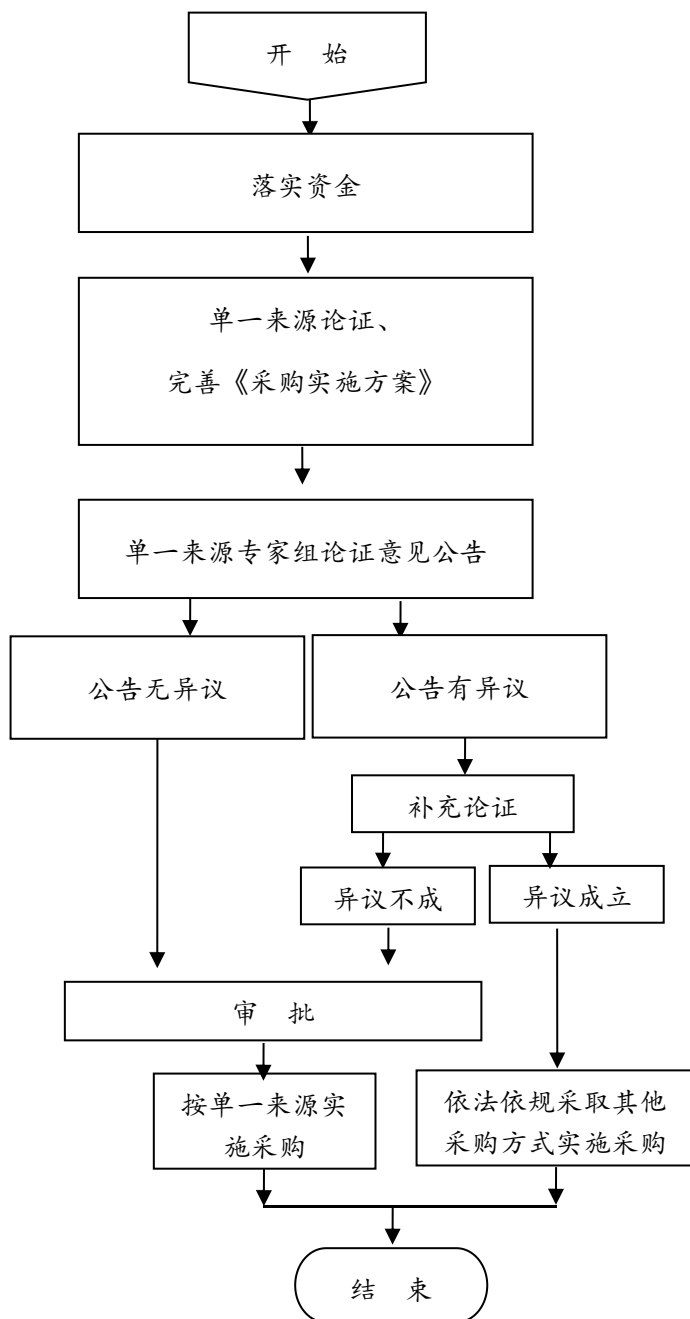 开 始
落实资金
单一来源论证、
完善《采购实施方案》
单一来源专家组论证意见公告
公告无异议
公告有异议
补充论证
异议不成
异议成立
审 批
按单一来源实
施采购
依法依规采取其他
采购方式实施采购
结 束